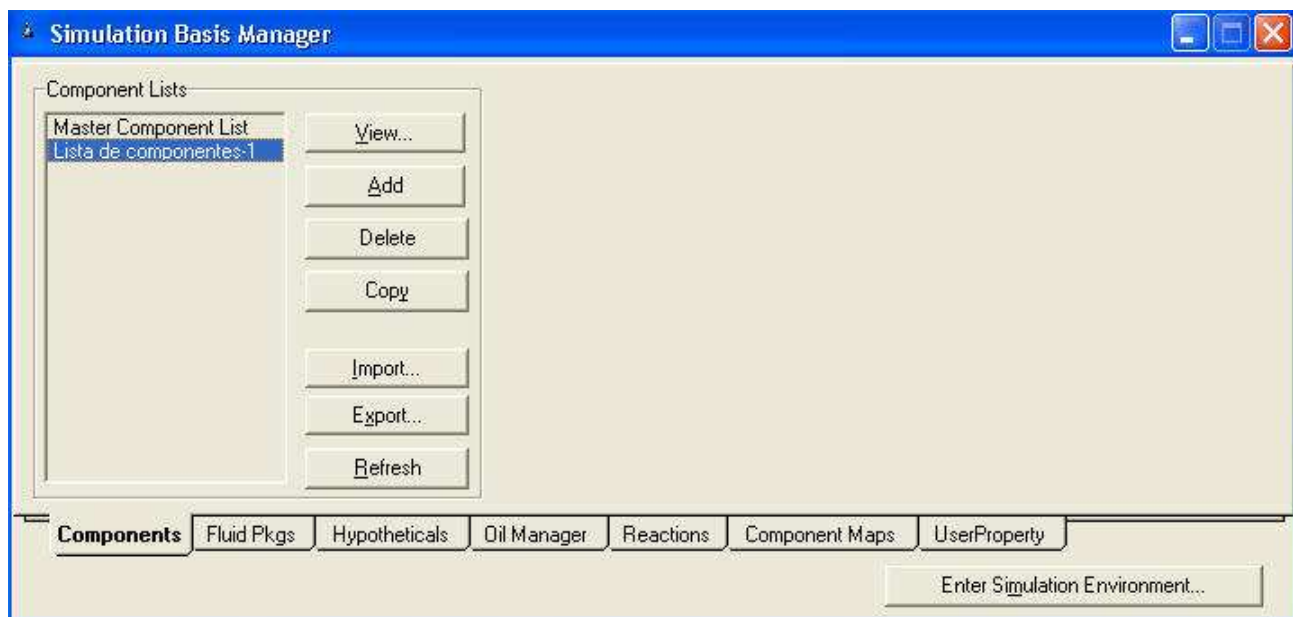 Simulation Basis Manager
Component Lists
Master Component List
Lista de componentes-1
View...
Add
Delete
Copy
Import...
Export...
Refresh
Components
Fluid Pkgs
Hypotheticals
Oil Manager
Reactions
Component Maps
UserProperty
Enter Simulation Environment...